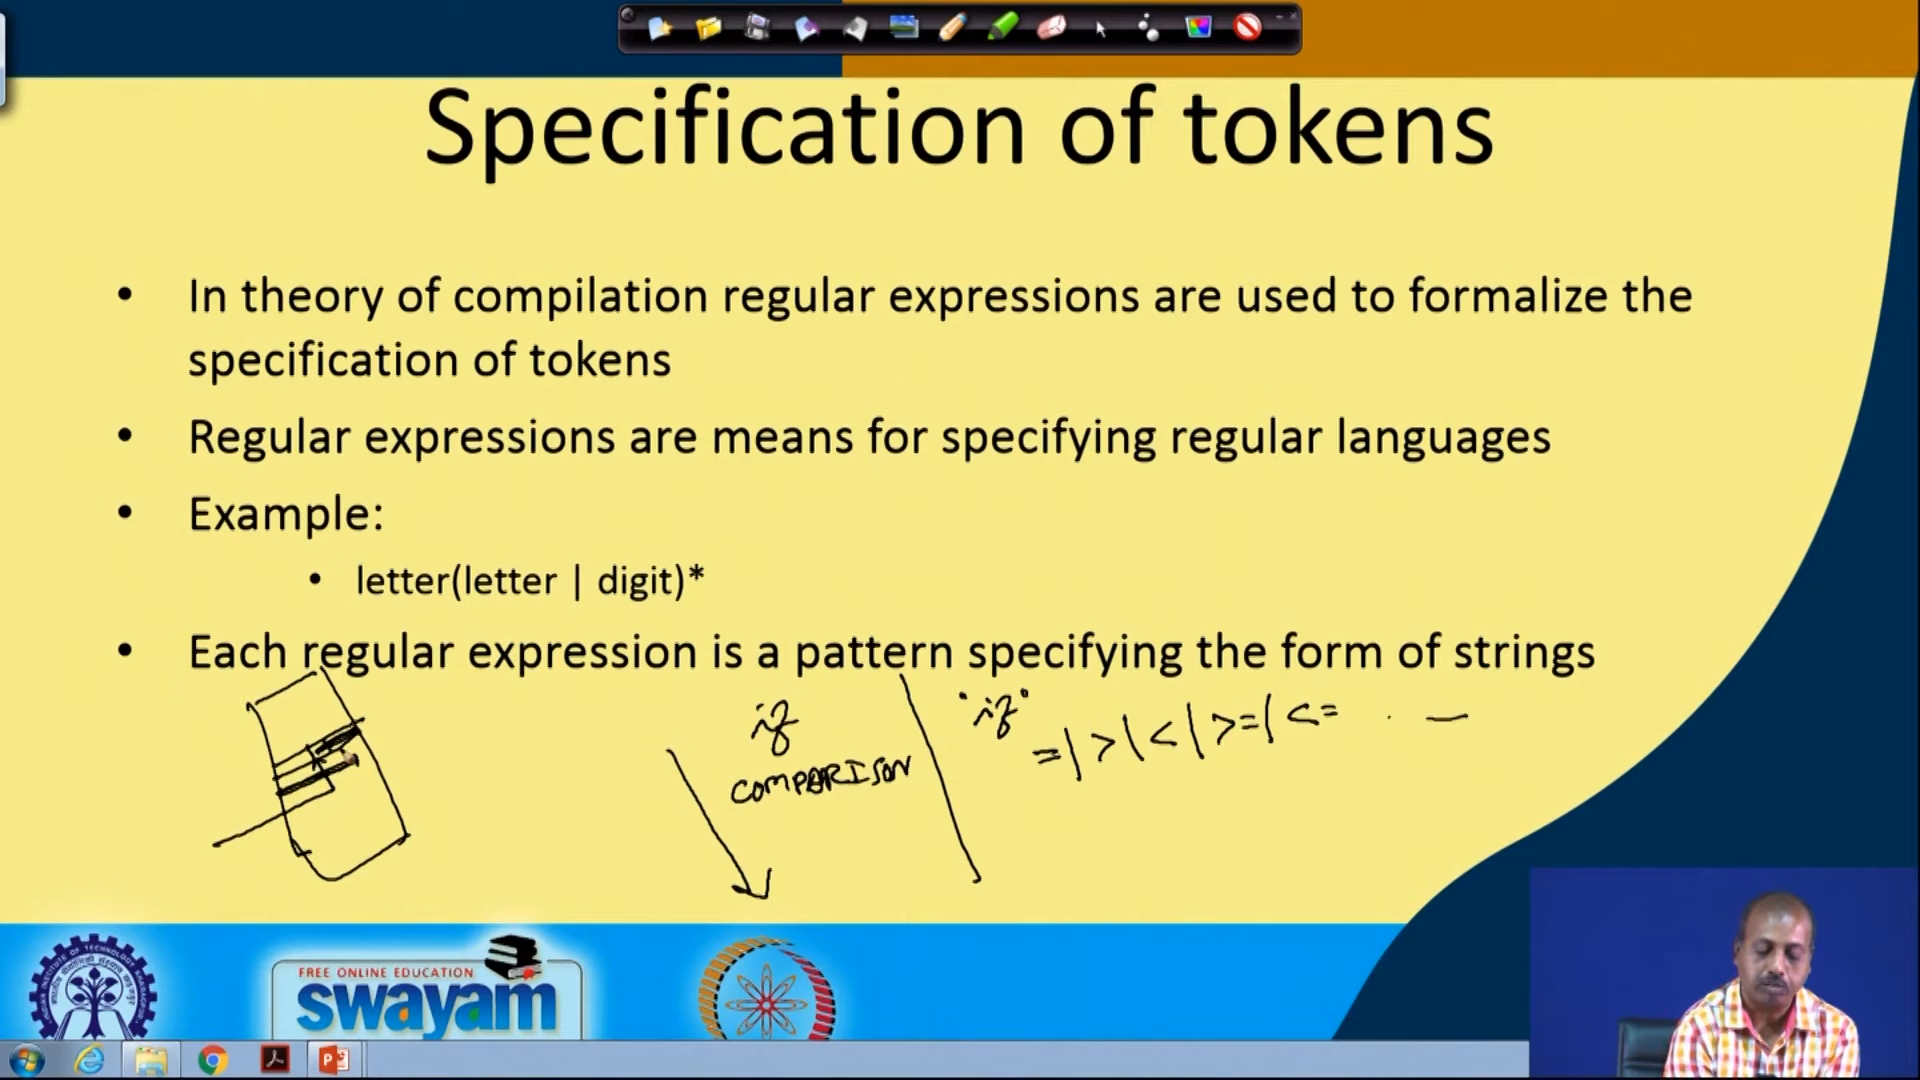 Specification of tokens
• In theory of compilation regular expressions are used to formalize the
specification of tokens
• Regular expressions are means for specifying regular languages
• Example:
• letter(letter | digit)*
• Each regular expression is a pattern specifying the form of strings
if "if"
COMPARISON =|>|<|>=|<= . —
FREE ONLINE EDUCATION
swayam